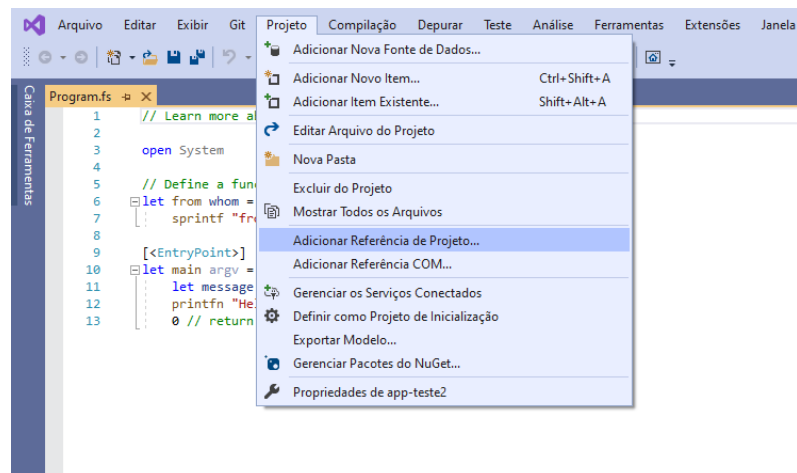 Arquivo Editar Exibir Git Projeto Compilação Depurar Teste Análise Ferramentas Extensões Janela
Adicionar Nova Fonte de Dados...
Adicionar Novo Item... Ctrl+Shift+A
Adicionar Item Existente... Shift+Alt+A
Editar Arquivo do Projeto
Nova Pasta
Excluir do Projeto
Mostrar Todos os Arquivos
Adicionar Referência de Projeto...
Adicionar Referência COM...
Gerenciar os Serviços Conectados
Definir como Projeto de Inicialização
Exportar Modelo...
Gerenciar Pacotes do NuGet...
Propriedades de app-teste2
Caixa de Ferramentas
Program.fs
1 // Learn more
2
3 open System
4
5 // Define a
6 let from whom =
7 sprintf
8
9 [<EntryPoint>]
10 let main argv =
11 let message
12 printfn
13 0 // return